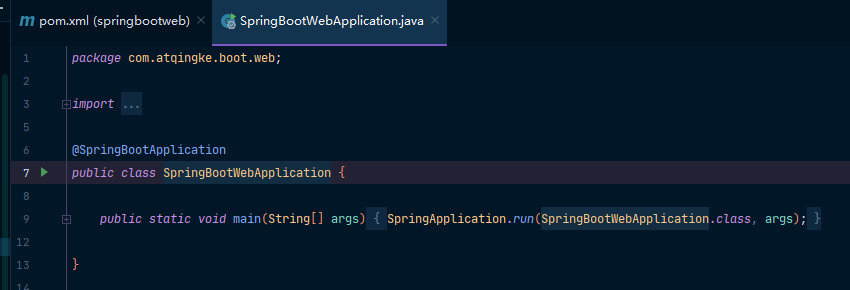 m pom.xml (springbootweb) × SpringBootWebApplication.java ×
1 package com.atqingke.boot.web;
2
3 import ...
5
6 @SpringBootApplication
7 public class SpringBootWebApplication {
8
9 public static void main(String[] args) { SpringApplication.run(SpringBootWebApplication.class, args); }
12
13 }
14